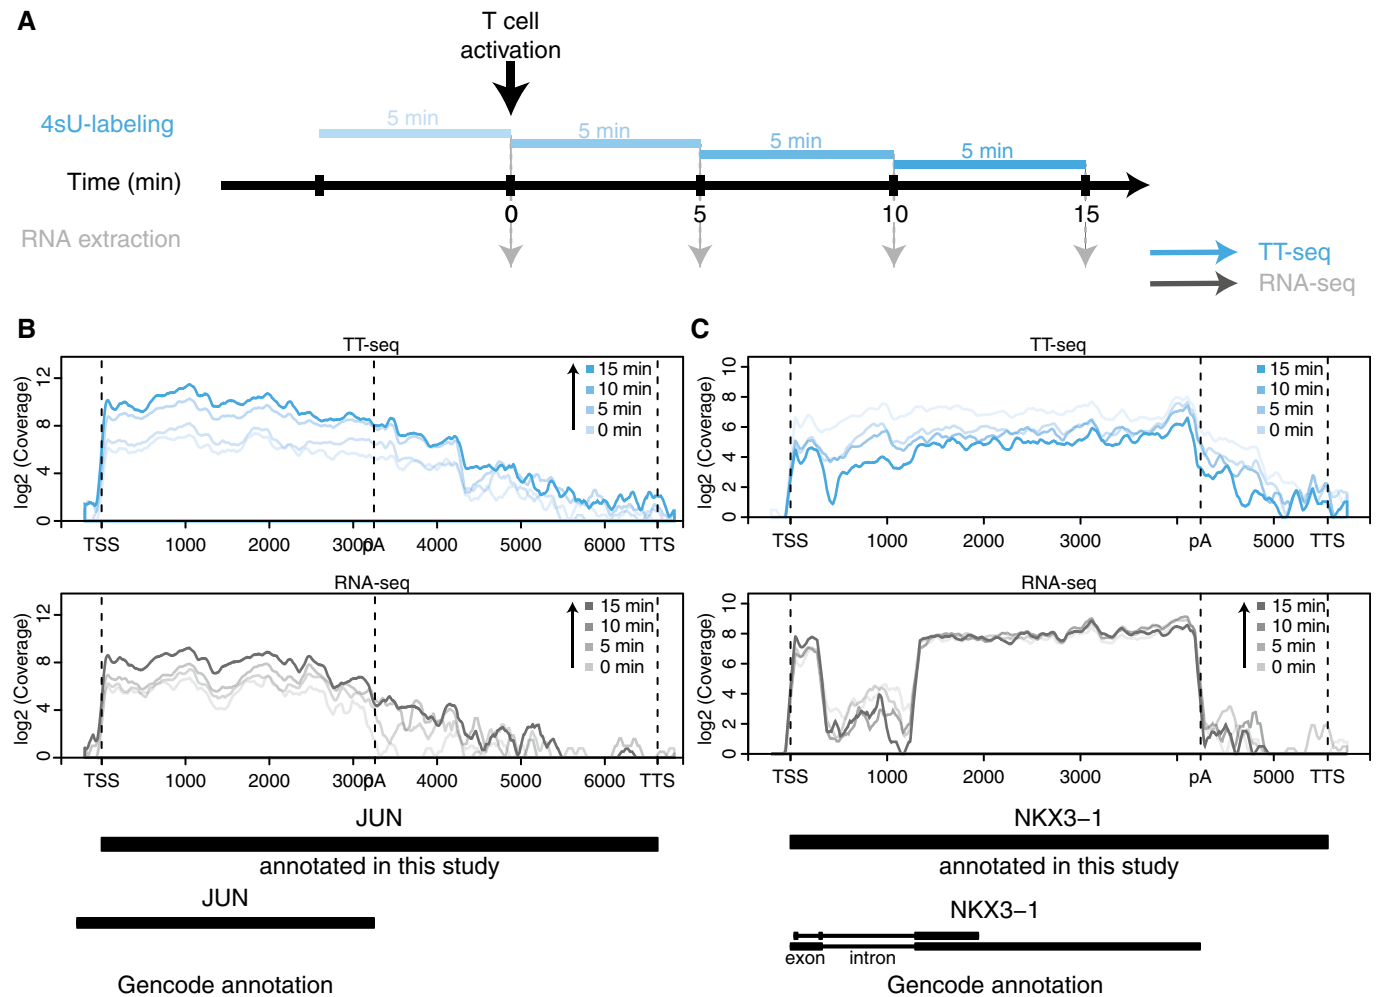 A
T cell
activation
4sU-labeling
5 min
5 min
5 min
5 min
Time (min)
0
5
10
15
RNA extraction
TT-seq
RNA-seq
B
TT-seq
log2 (Coverage)
0
4
8
12
15 min
10 min
5 min
0 min
TSS
1000
2000
3000
pA
4000
5000
6000
TTS
RNA-seq
log2 (Coverage)
0
4
8
12
15 min
10 min
5 min
0 min
TSS
1000
2000
3000
pA
4000
5000
6000
TTS
JUN
annotated in this study
JUN
Gencode annotation
C
TT-seq
log2 (Coverage)
0
2
4
6
8
10
15 min
10 min
5 min
0 min
TSS
1000
2000
3000
pA
5000
TTS
RNA-seq
log2 (Coverage)
0
2
4
6
8
10
15 min
10 min
5 min
0 min
TSS
1000
2000
3000
pA
5000
TTS
NKX3−1
annotated in this study
NKX3−1
exon
intron
Gencode annotation